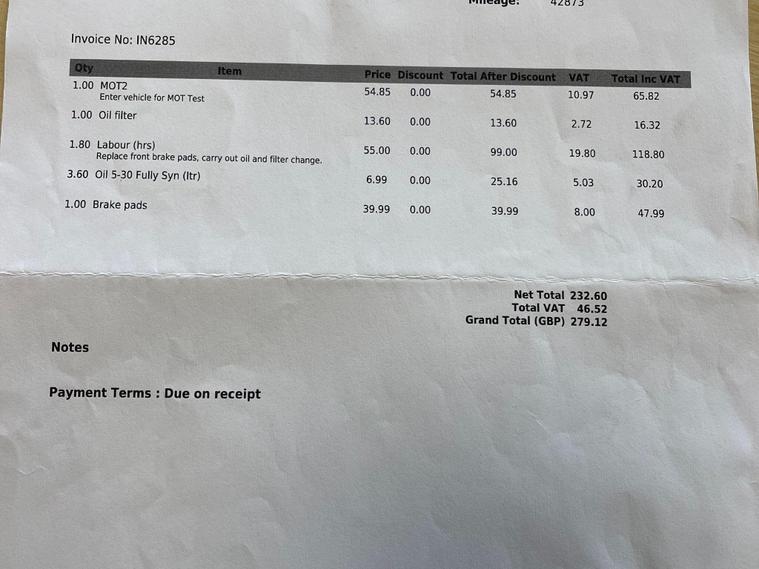 Mileage: 42873
Invoice No: IN6285
Qty Item Price Discount Total After Discount VAT Total Inc VAT
1.00 MOT2 54.85 0.00 54.85 10.97 65.82
Enter vehicle for MOT Test
1.00 Oil filter 13.60 0.00 13.60 2.72 16.32
1.80 Labour (hrs) 55.00 0.00 99.00 19.80 118.80
Replace front brake pads, carry out oil and filter change.
3.60 Oil 5-30 Fully Syn (ltr) 6.99 0.00 25.16 5.03 30.20
1.00 Brake pads 39.99 0.00 39.99 8.00 47.99
Net Total 232.60
Total VAT 46.52
Grand Total (GBP) 279.12
Notes
Payment Terms : Due on receipt